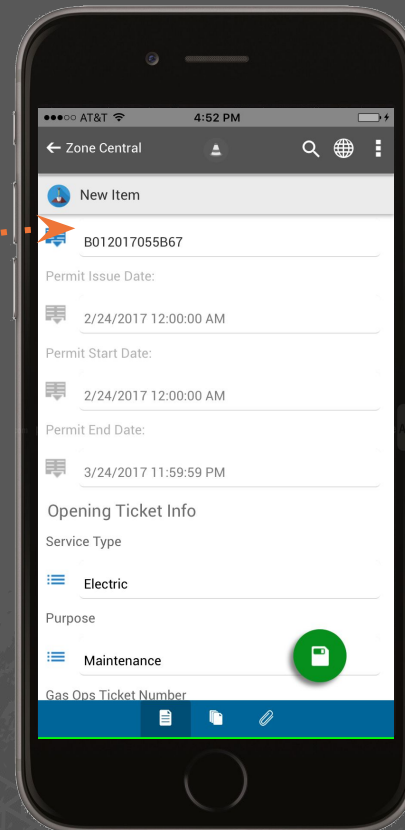 AT&T 4:52 PM
Zone Central
New Item
B012017055B67
Permit Issue Date:
2/24/2017 12:00:00 AM
Permit Start Date:
2/24/2017 12:00:00 AM
Permit End Date:
3/24/2017 11:59:59 PM
Opening Ticket Info
Service Type
Electric
Purpose
Maintenance
Gas Ops Ticket Number